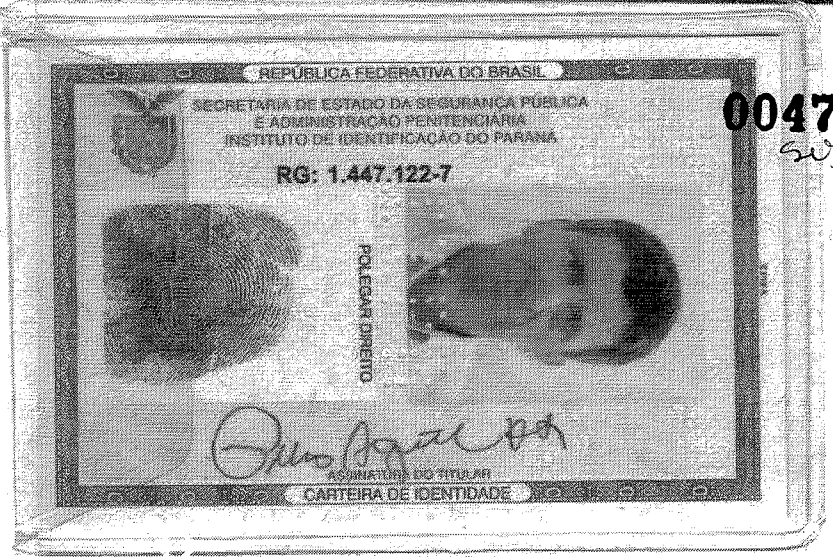 REPÚBLICA FEDERATIVA DO BRASIL
SECRETARIA DE ESTADO DA SEGURANÇA PÚBLICA
E ADMINISTRAÇÃO PENITENCIÁRIA
INSTITUTO DE IDENTIFICAÇÃO DO PARANÁ
0047
RG: 1.447.122-7
POLEGAR DIREITO
ASSINATURA DO TITULAR
CARTEIRA DE IDENTIDADE